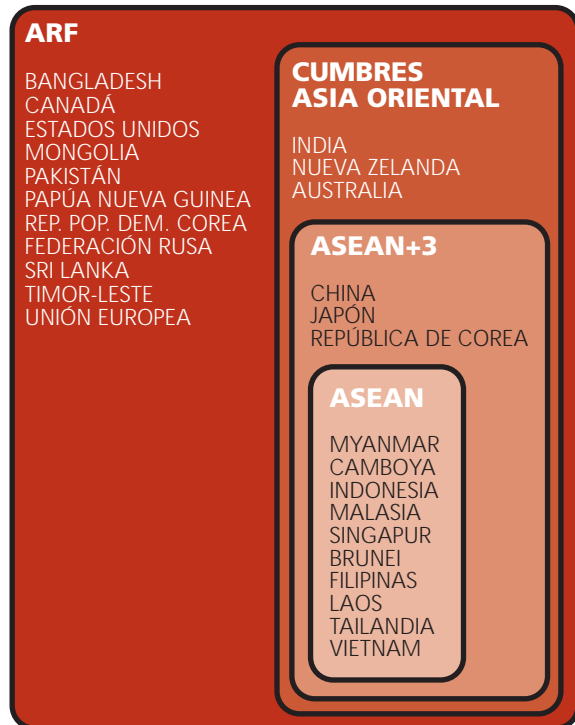 ARF
BANGLADESH
CANADÁ
ESTADOS UNIDOS
MONGOLIA
PAKISTÁN
PAPÚA NUEVA GUINEA
REP. POP. DEM. COREA
FEDERACIÓN RUSA
SRI LANKA
TIMOR-LESTE
UNIÓN EUROPEA
CUMBRES
ASIA ORIENTAL
INDIA
NUEVA ZELANDA
AUSTRALIA
ASEAN+3
CHINA
JAPÓN
REPÚBLICA DE COREA
ASEAN
MYANMAR
CAMBOYA
INDONESIA
MALASIA
SINGAPUR
BRUNEI
FILIPINAS
LAOS
TAILANDIA
VIETNAM